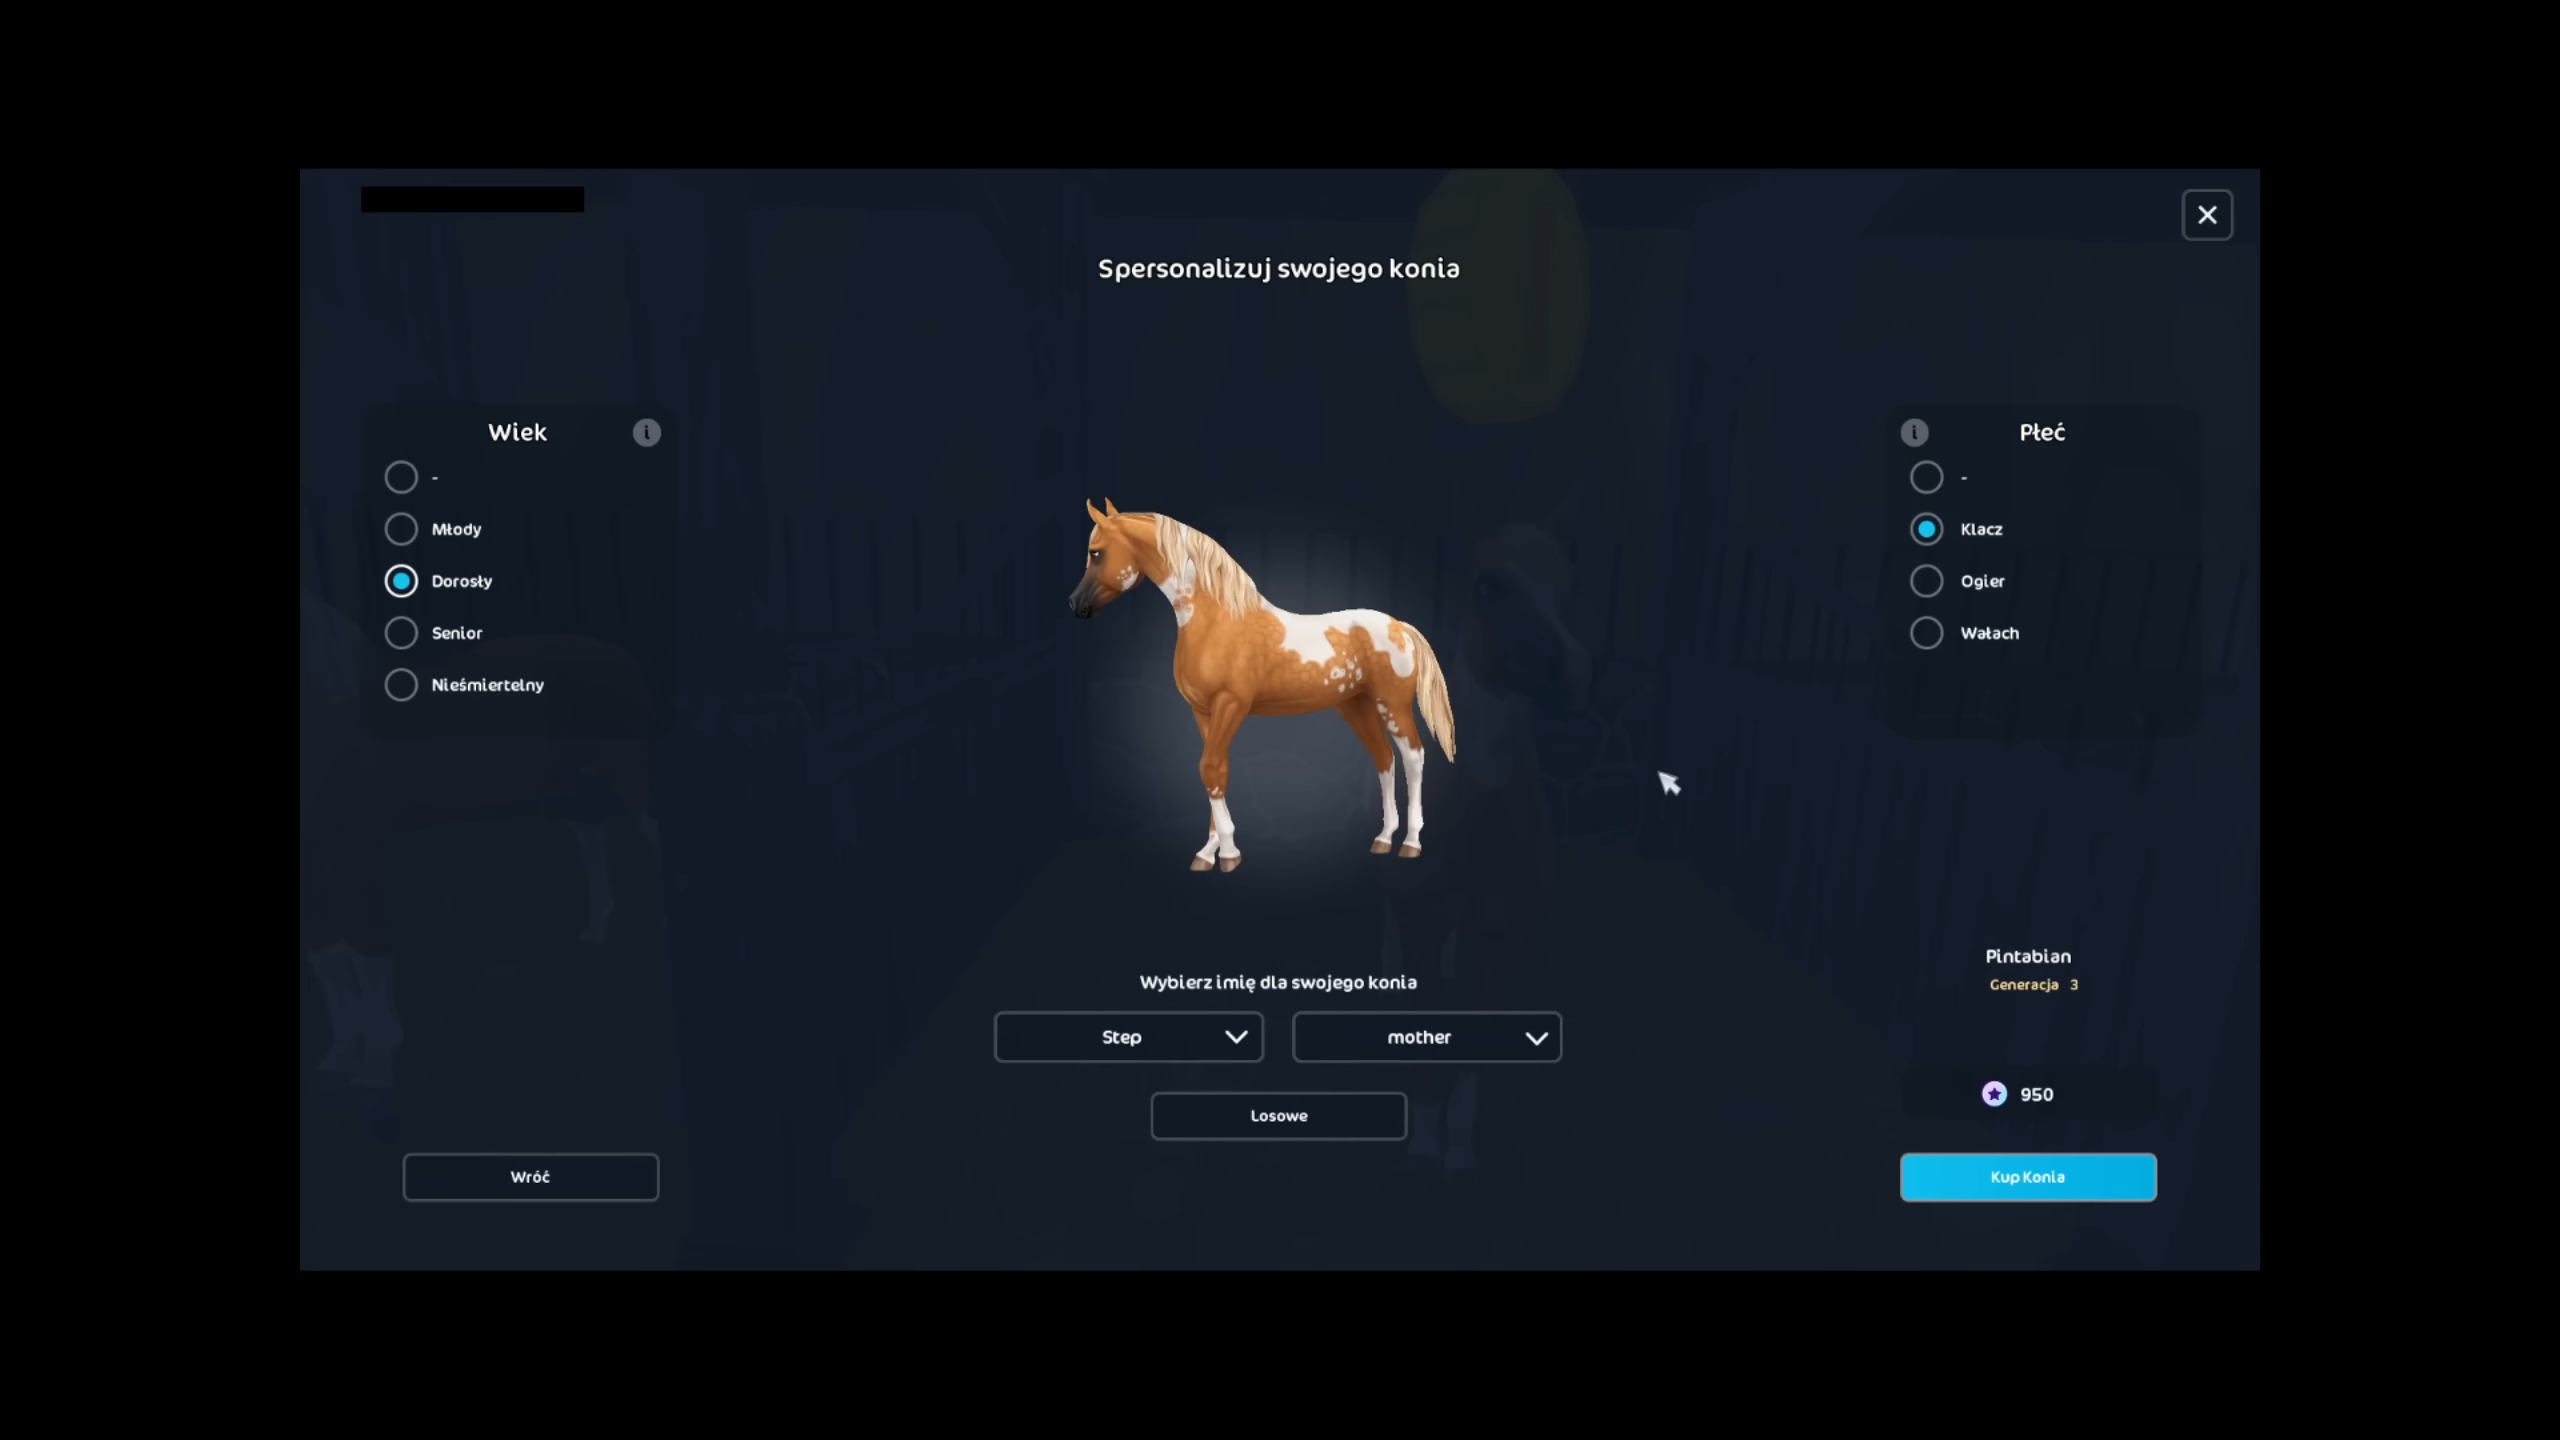 Spersonalizuj swojego konia
Wiek
-
Młody
Dorosły
Senior
Nieśmiertelny
Płeć
-
Klacz
Ogier
Wałach
Wybierz imię dla swojego konia
Step
mother
Losowe
Pintabian
Generacja 3
950
Wróć
Kup Konia